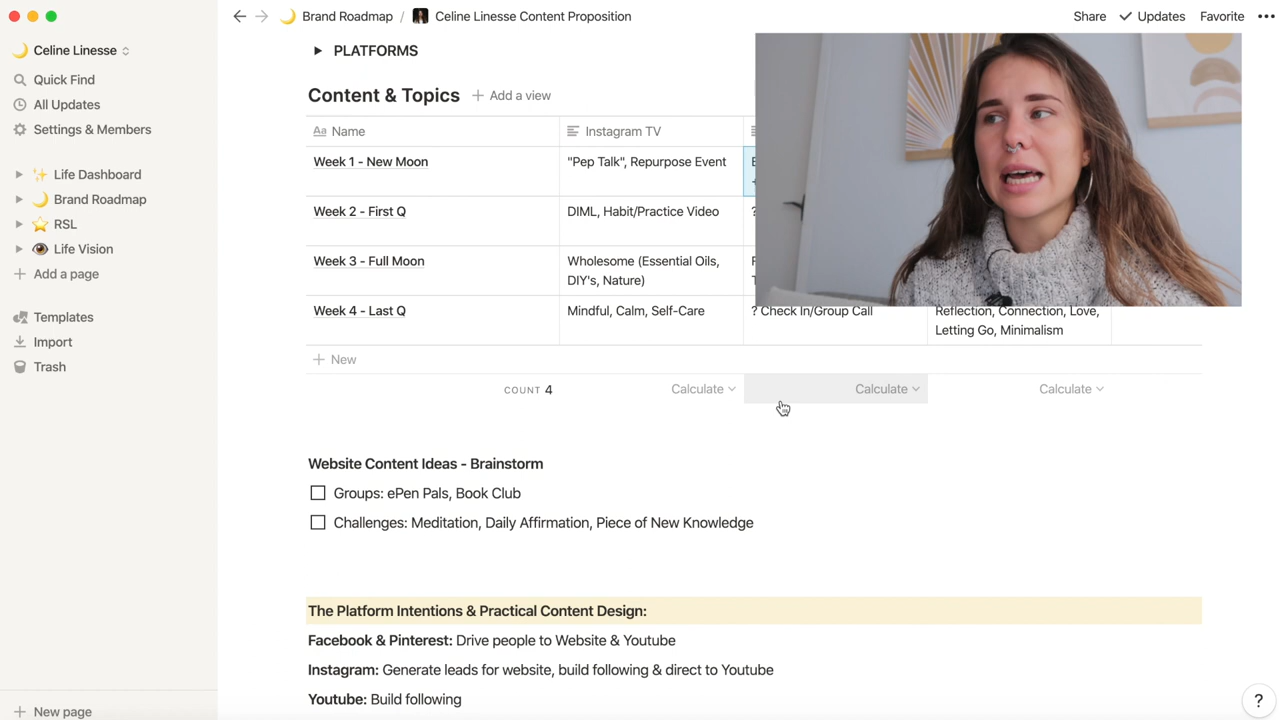 Brand Roadmap / Celine Linesse Content Proposition
Share Updates Favorite
Celine Linesse
Quick Find
All Updates
Settings & Members
Life Dashboard
Brand Roadmap
RSL
Life Vision
Add a page
Templates
Import
Trash
New page
PLATFORMS
Content & Topics + Add a view
Aa Name Instagram TV
Week 1 - New Moon "Pep Talk", Repurpose Event
Week 2 - First Q DIML, Habit/Practice Video ?
Week 3 - Full Moon Wholesome (Essential Oils,
DIY's, Nature)
Week 4 - Last Q Mindful, Calm, Self-Care ? Check In/Group Call Reflection, Connection, Love,
Letting Go, Minimalism
+ New
COUNT 4 Calculate Calculate Calculate
Website Content Ideas - Brainstorm
Groups: ePen Pals, Book Club
Challenges: Meditation, Daily Affirmation, Piece of New Knowledge
The Platform Intentions & Practical Content Design:
Facebook & Pinterest: Drive people to Website & Youtube
Instagram: Generate leads for website, build following & direct to Youtube
Youtube: Build following
?